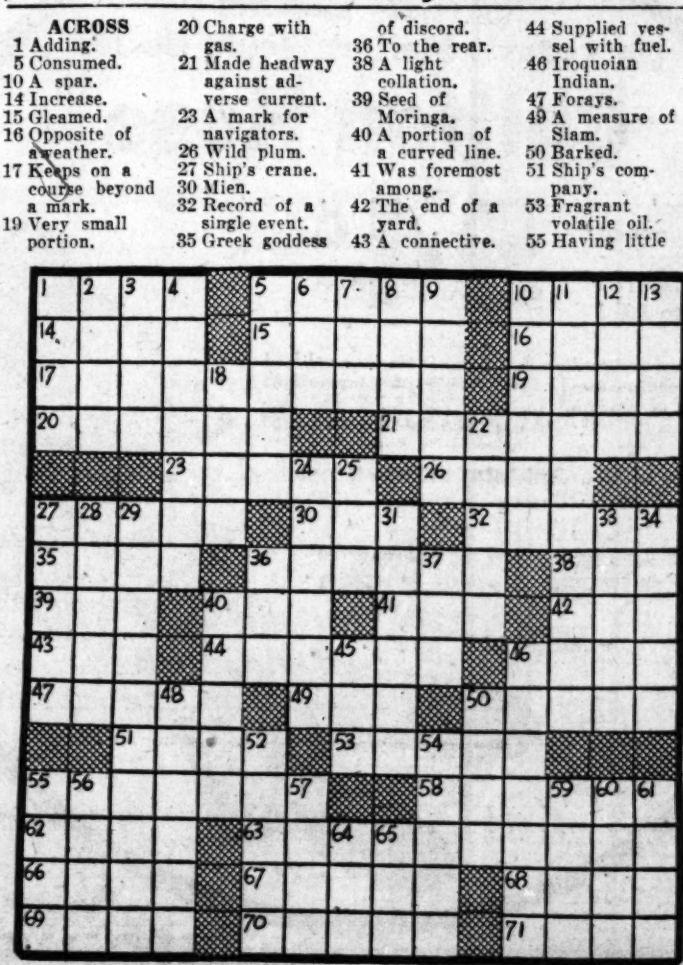 ACROSS
1 Adding.
5 Consumed.
10 A spar.
14 Increase.
15 Gleamed.
16 Opposite of
aweather.
17 Keeps on a
course beyond
a mark.
19 Very small
portion.
20 Charge with
gas.
21 Made headway
against ad-
verse current.
23 A mark for
navigators.
26 Wild plum.
27 Ship's crane.
30 Mien.
32 Record of a
single event.
35 Greek goddess
of discord.
36 To the rear.
38 A light
collation.
39 Seed of
Moringa.
40 A portion of
a curved line.
41 Was foremost
among.
42 The end of a
yard.
43 A connective.
44 Supplied ves-
sel with fuel.
46 Iroquoian
Indian.
47 Forays.
49 A measure of
Siam.
50 Barked.
51 Ship's com-
pany.
53 Fragrant
volatile oil.
55 Having little
1 2 3 4 5 6 7 8 9 10 11 12 13
14 15 16
17 18 19
20 21 22
23 24 25 26
27 28 29 30 31 32 33 34
35 36 37 38
39 40 41 42
43 44 45 46
47 48 49 50
51 52 53 54
55 56 57 58 59 60 61
62 63 64 65
66 67 68
69 70 71